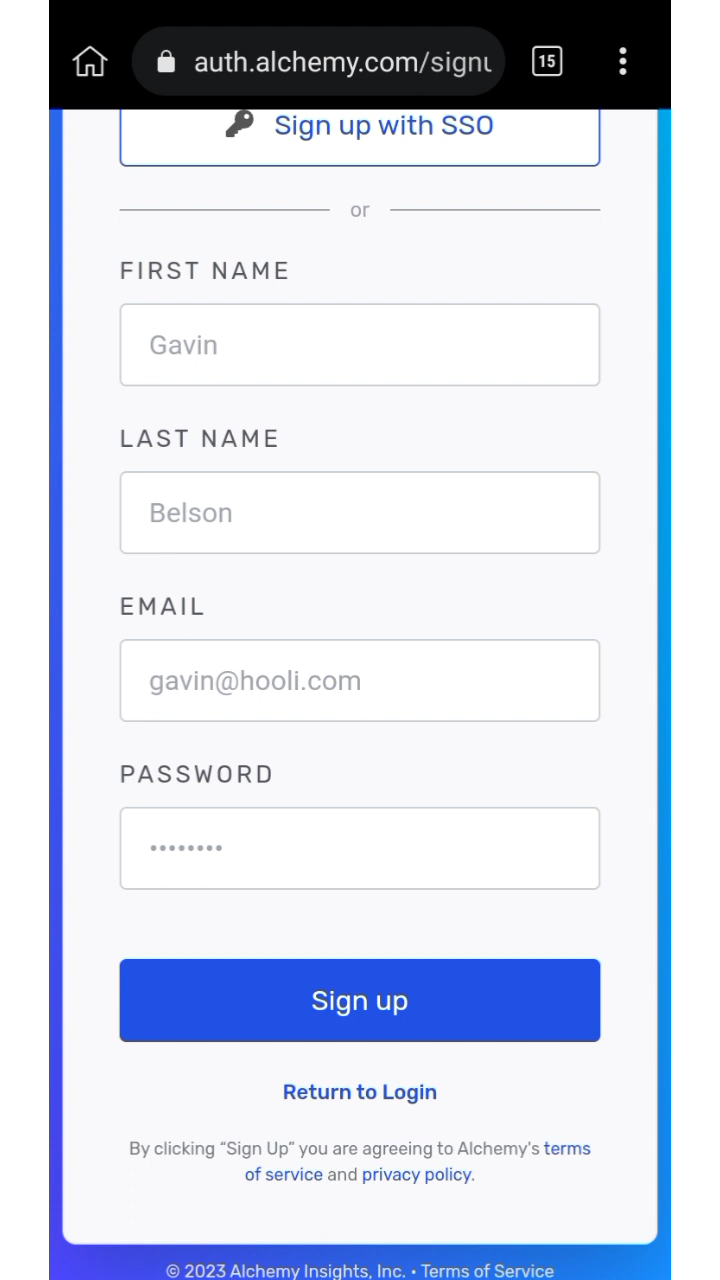 15
auth.alchemy.com/signu
Sign up with SSO
or
FIRST NAME
Gavin
LAST NAME
Belson
EMAIL
gavin@hooli.com
PASSWORD
••••••••
Sign up
Return to Login
By clicking “Sign Up” you are agreeing to Alchemy's terms
of service and privacy policy.
© 2023 Alchemy Insights, Inc. • Terms of Service